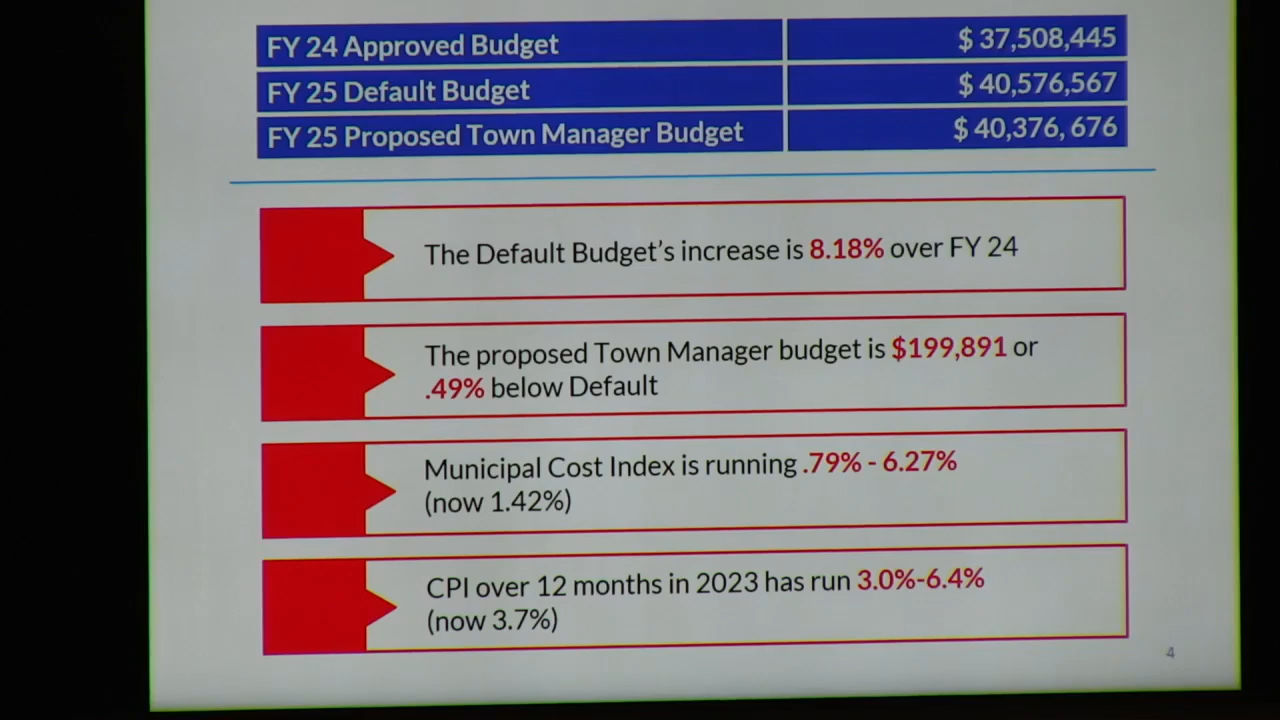 FY 24 Approved Budget $ 37,508,445
FY 25 Default Budget $ 40,576,567
FY 25 Proposed Town Manager Budget $ 40,376, 676
The Default Budget’s increase is 8.18% over FY 24
The proposed Town Manager budget is $199,891 or
.49% below Default
Municipal Cost Index is running .79% - 6.27%
(now 1.42%)
CPI over 12 months in 2023 has run 3.0%-6.4%
(now 3.7%)
4